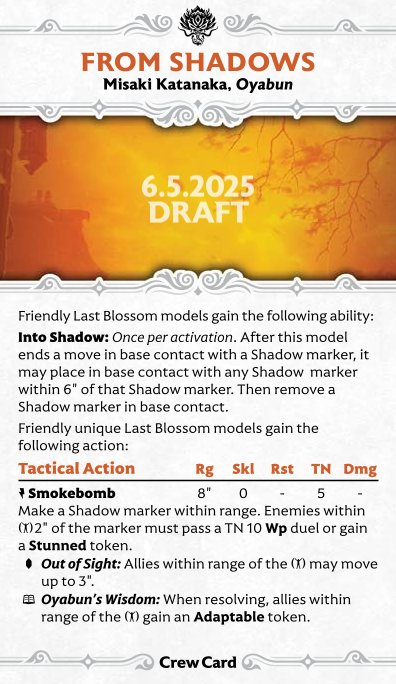 FROM SHADOWS
Misaki Katanaka, Oyabun
6.5.2025
DRAFT
Friendly Last Blossom models gain the following ability:
Into Shadow: Once per activation. After this model
ends a move in base contact with a Shadow marker, it
may place in base contact with any Shadow marker
within 6" of that Shadow marker. Then remove a
Shadow marker in base contact.
Friendly unique Last Blossom models gain the
following action:
Tactical Action Rg Skl Rst TN Dmg
Smokebomb 8" 0 - 5 -
Make a Shadow marker within range. Enemies within
2" of the marker must pass a TN 10 Wp duel or gain
a Stunned token.
Out of Sight: Allies within range of the () may move
up to 3".
Oyabun's Wisdom: When resolving, allies within
range of the () gain an Adaptable token.
Crew Card